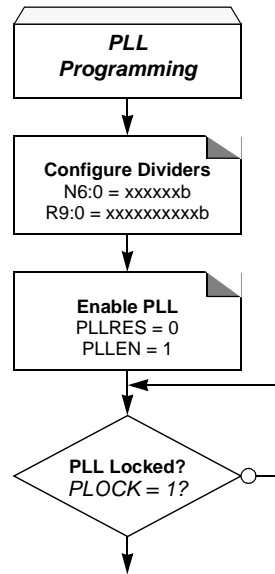 PLL
Programming
Configure Dividers
N6:0 = xxxxxxb
R9:0 = xxxxxxxxxxb
Enable PLL
PLLRES = 0
PLLEN = 1
PLL Locked?
PLOCK = 1?